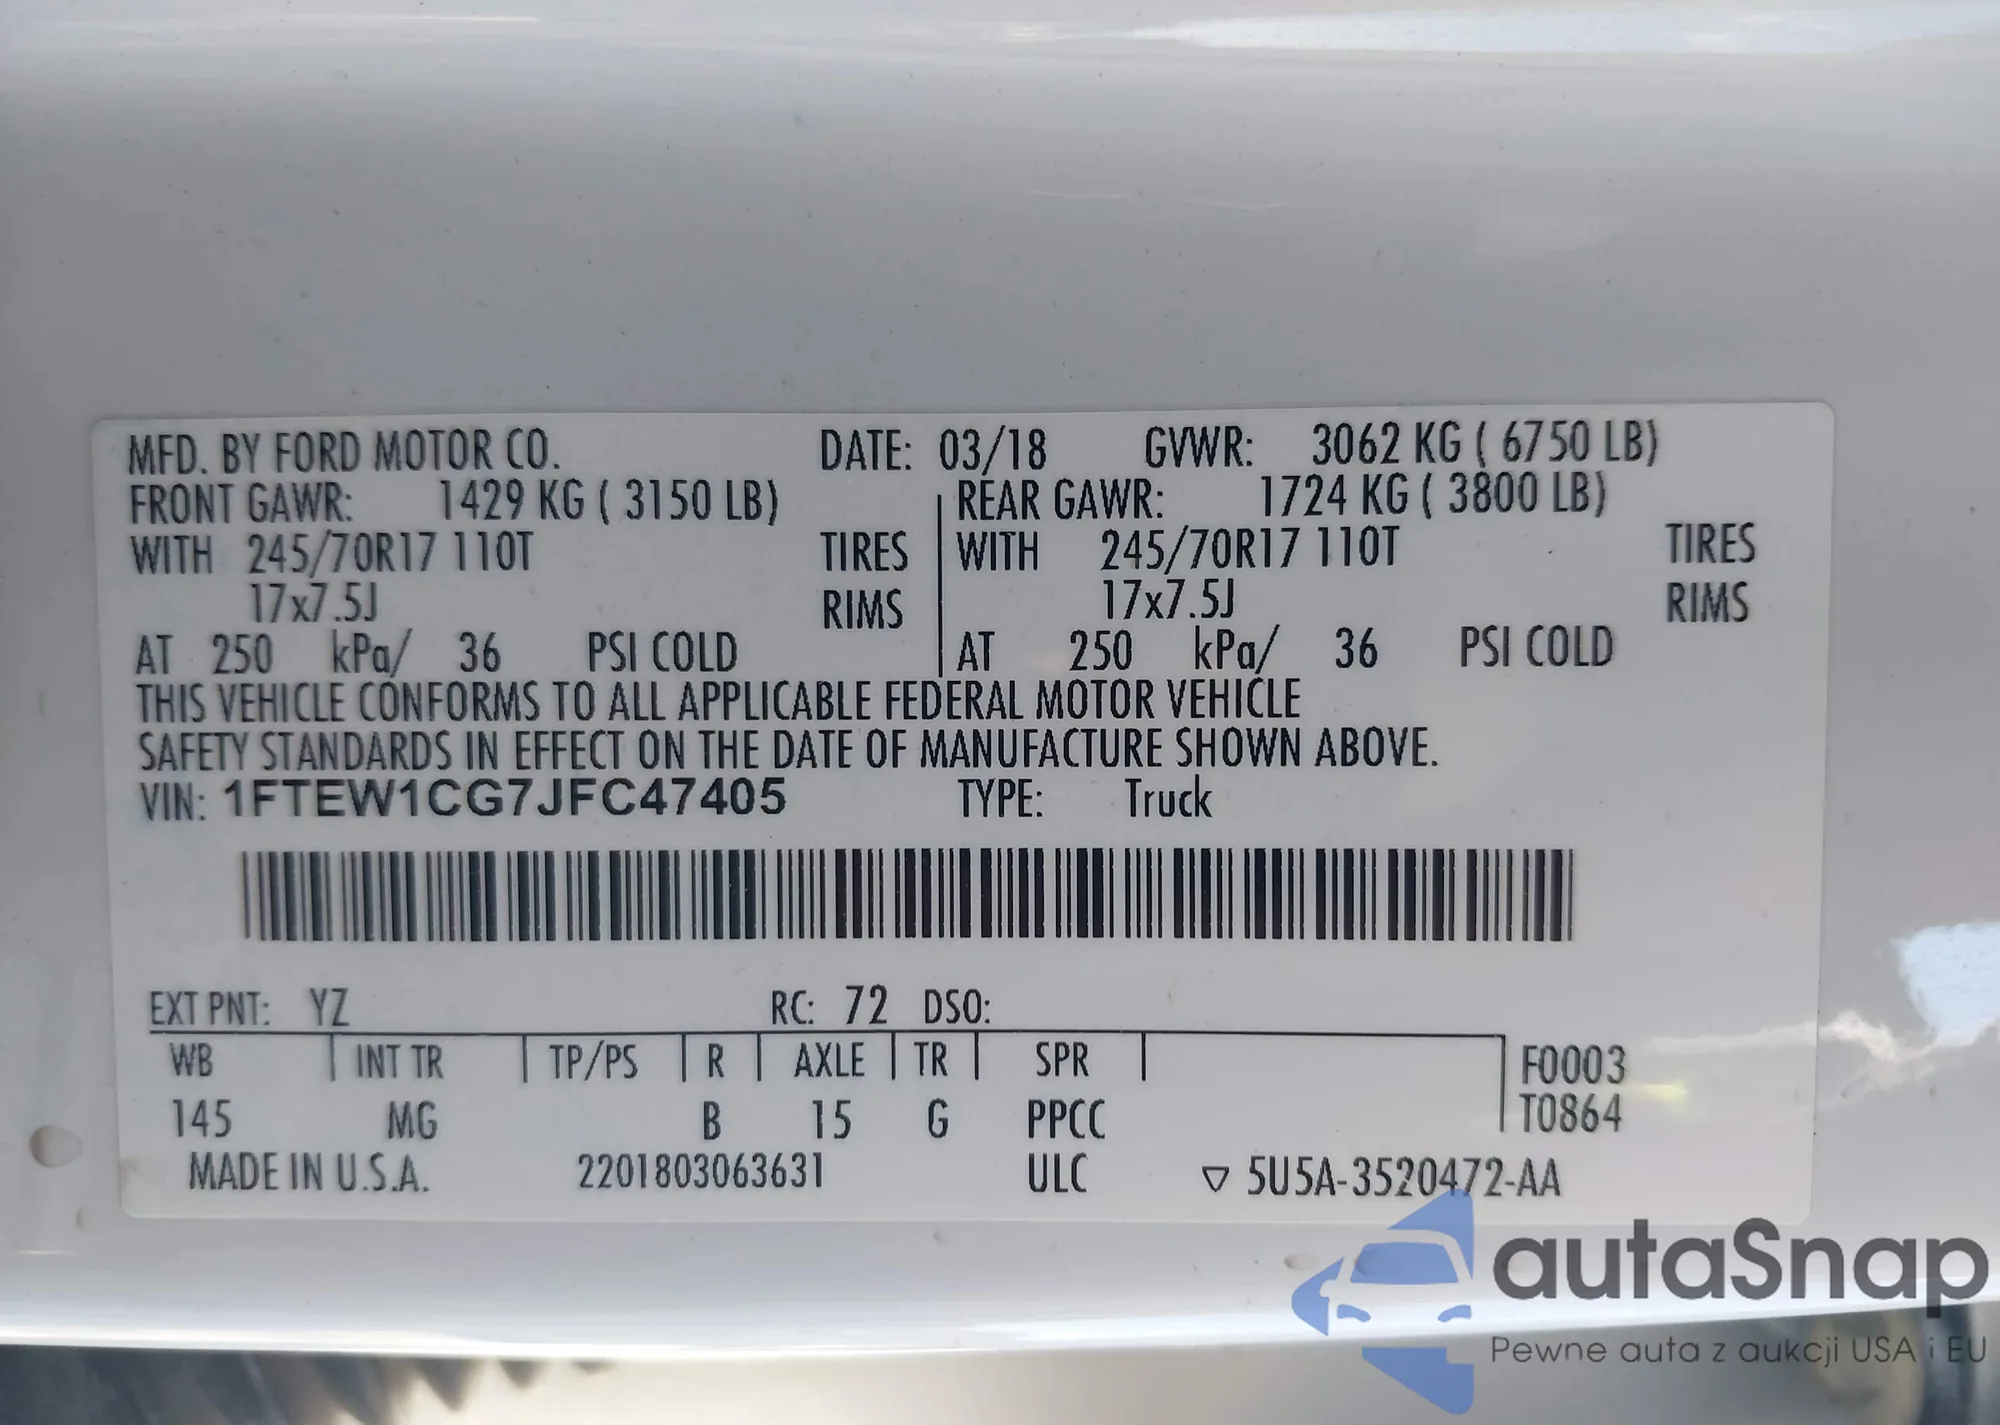 MFD. BY FORD MOTOR CO. DATE: 03/18 GVWR: 3062 KG ( 6750 LB)
FRONT GAWR: 1429 KG ( 3150 LB) REAR GAWR: 1724 KG ( 3800 LB)
WITH 245/70R17 110T TIRES WITH 245/70R17 110T TIRES
17x7.5J RIMS 17x7.5J RIMS
AT 250 kPa/ 36 PSI COLD AT 250 kPa/ 36 PSI COLD
THIS VEHICLE CONFORMS TO ALL APPLICABLE FEDERAL MOTOR VEHICLE
SAFETY STANDARDS IN EFFECT ON THE DATE OF MANUFACTURE SHOWN ABOVE.
VIN: 1FTEW1CG7JFC47405 TYPE: Truck
EXT PNT: YZ RC: 72 DSO:
WB INT TR TP/PS R AXLE TR SPR F0003
145 MG B 15 G PPCC T0864
MADE IN U.S.A. 2201803063631 ULC ▽ 5U5A-3520472-AA
autaSnap
Pewne auta z aukcji USA i EU